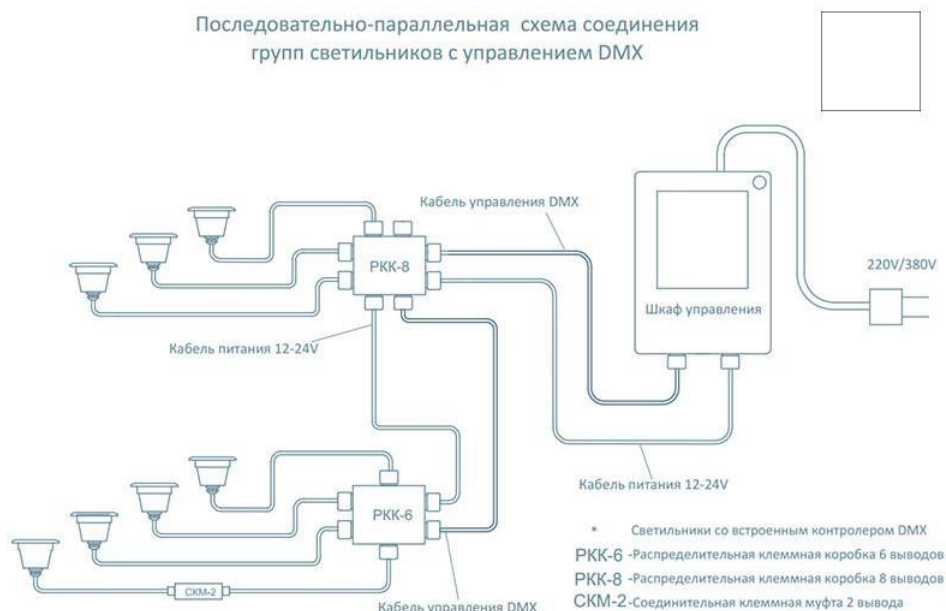 Последовательно-параллельная схема соединения
групп светильников с управлением DMX
Кабель управления DMX
РКК-8
220V/380V
Шкаф управления
Кабель питания 12-24V
Кабель питания 12-24V
РКК-6
* Светильники со встроенным контролером DMX
РКК-6 -Распределительная клеммная коробка 6 выводов
РКК-8 -Распределительная клеммная коробка 8 выводов
СКМ-2
СКМ-2-Соединительная клеммная муфта 2 вывода
Кабель управления DMX